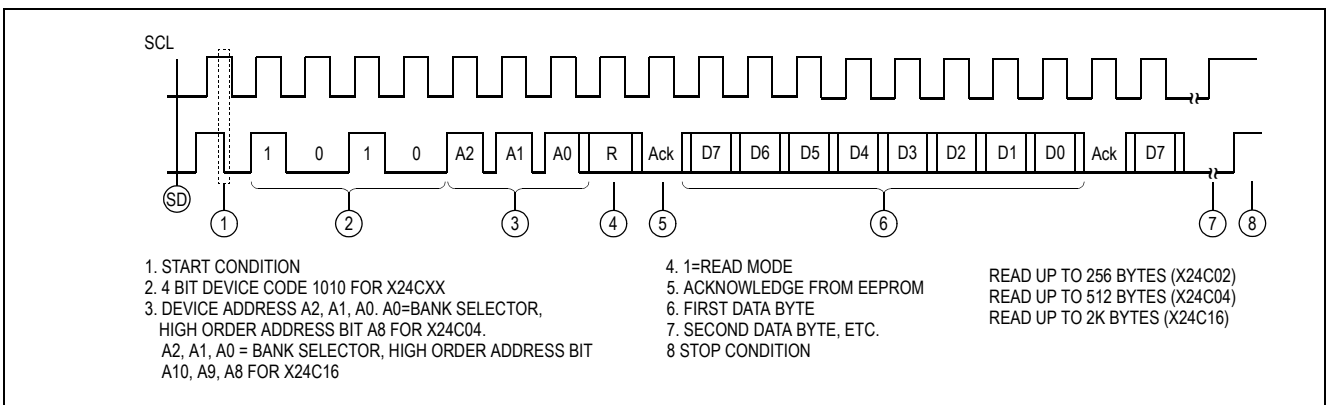 SCL
1 0 1 0 A2 A1 A0 R Ack D7 D6 D5 D4 D3 D2 D1 D0 Ack D7
SD
1 2 3 4 5 6 7 8
1. START CONDITION
2. 4 BIT DEVICE CODE 1010 FOR X24CXX
3. DEVICE ADDRESS A2, A1, A0. A0=BANK SELECTOR,
HIGH ORDER ADDRESS BIT A8 FOR X24C04.
A2, A1, A0 = BANK SELECTOR, HIGH ORDER ADDRESS BIT
A10, A9, A8 FOR X24C16
4. 1=READ MODE
5. ACKNOWLEDGE FROM EEPROM
6. FIRST DATA BYTE
7. SECOND DATA BYTE, ETC.
8 STOP CONDITION
READ UP TO 256 BYTES (X24C02)
READ UP TO 512 BYTES (X24C04)
READ UP TO 2K BYTES (X24C16)